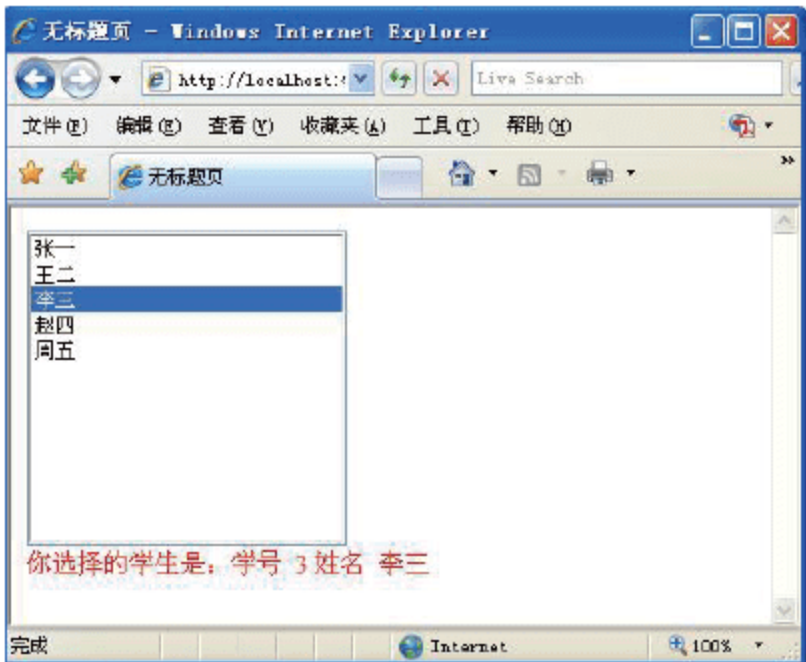 无标题页 - Windows Internet Explorer
http://localhost:
Live Search
文件(F) 编辑(E) 查看(V) 收藏夹(A) 工具(T) 帮助(H)
无标题页
张一
王二
李三
赵四
周五
你选择的学生是：学号 3 姓名 李三
完成 Internet 100%